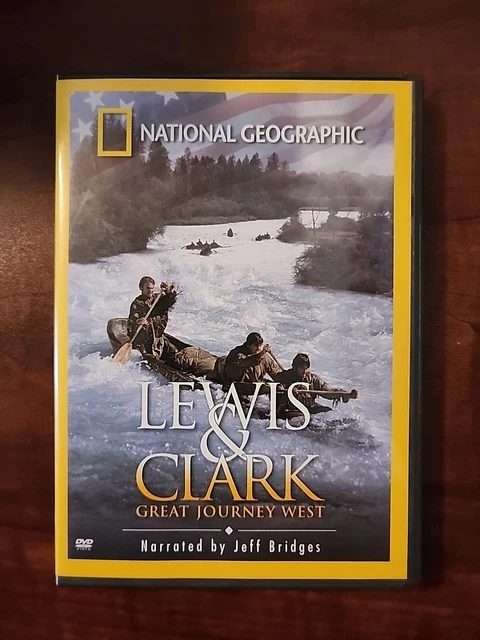 NATIONAL GEOGRAPHIC
LEWIS
&
CLARK
GREAT JOURNEY WEST
Narrated by Jeff Bridges
DVD
VIDEO